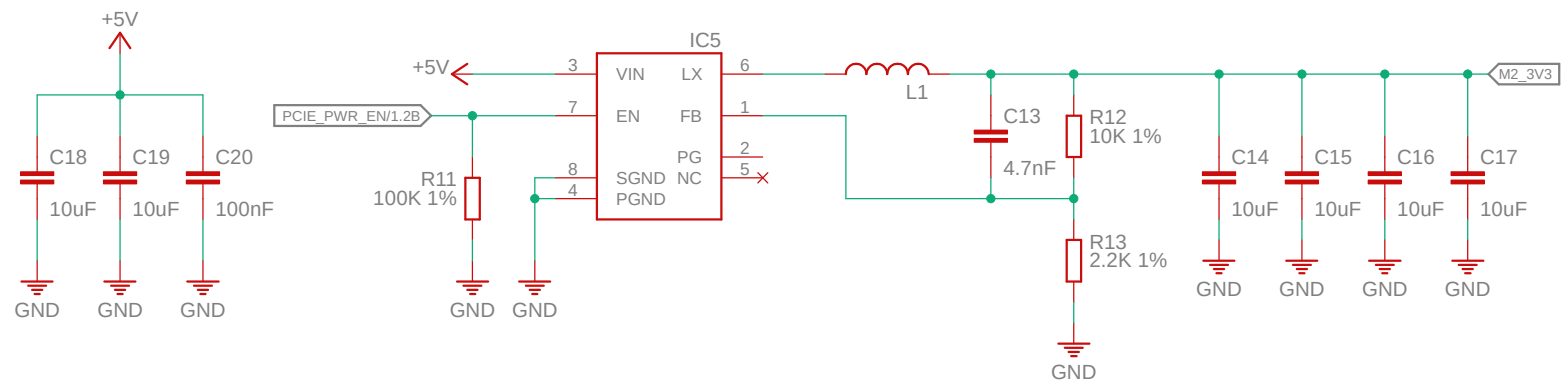 +5V
C18
10uF
C19
10uF
C20
100nF
GND
GND
GND
+5V
PCIE_PWR_EN/1.2B
R11
100K 1%
GND
GND
IC5
3
VIN
LX
6
7
EN
FB
1
PG
2
NC
5
8
SGND
4
PGND
L1
C13
4.7nF
R12
10K 1%
R13
2.2K 1%
GND
M2_3V3
C14
10uF
C15
10uF
C16
10uF
C17
10uF
GND
GND
GND
GND